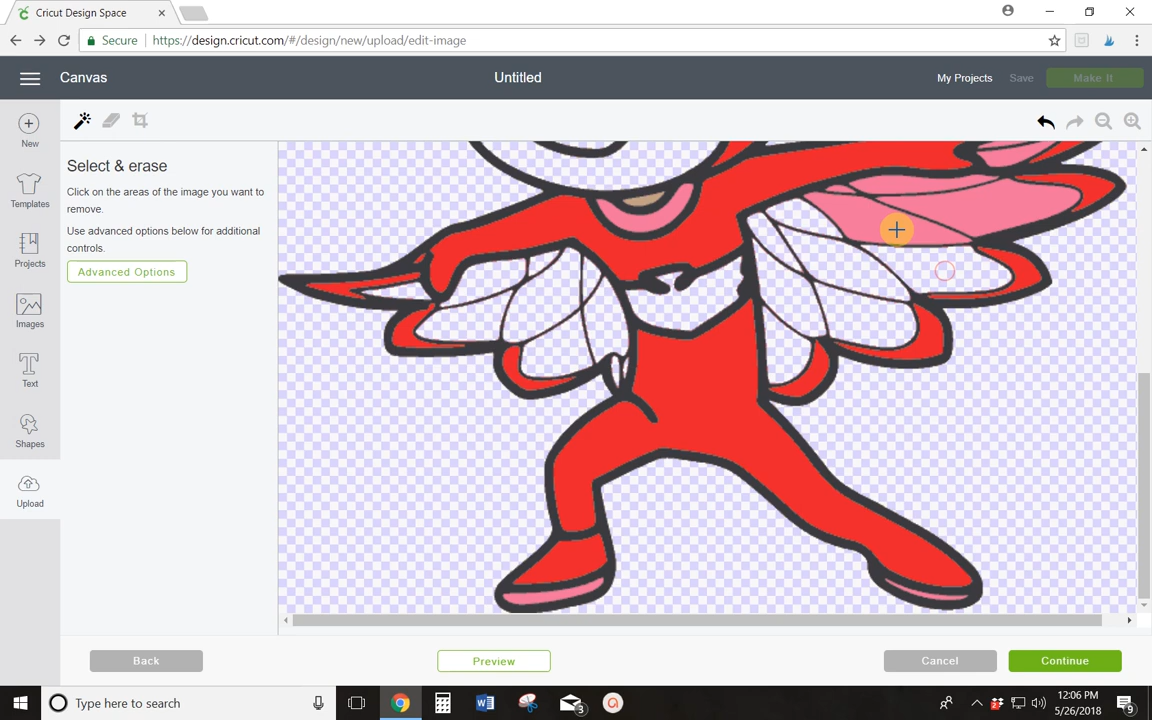 Cricut Design Space
Secure
https://design.cricut.com/#/design/new/upload/edit-image
Canvas
Untitled
My Projects
Save
Make It
New
Templates
Projects
Images
Text
Shapes
Upload
Select & erase
Click on the areas of the image you want to
remove.
Use advanced options below for additional
controls.
Advanced Options
Back
Preview
Cancel
Continue
Type here to search
3
2
12:06 PM
5/26/2018
9